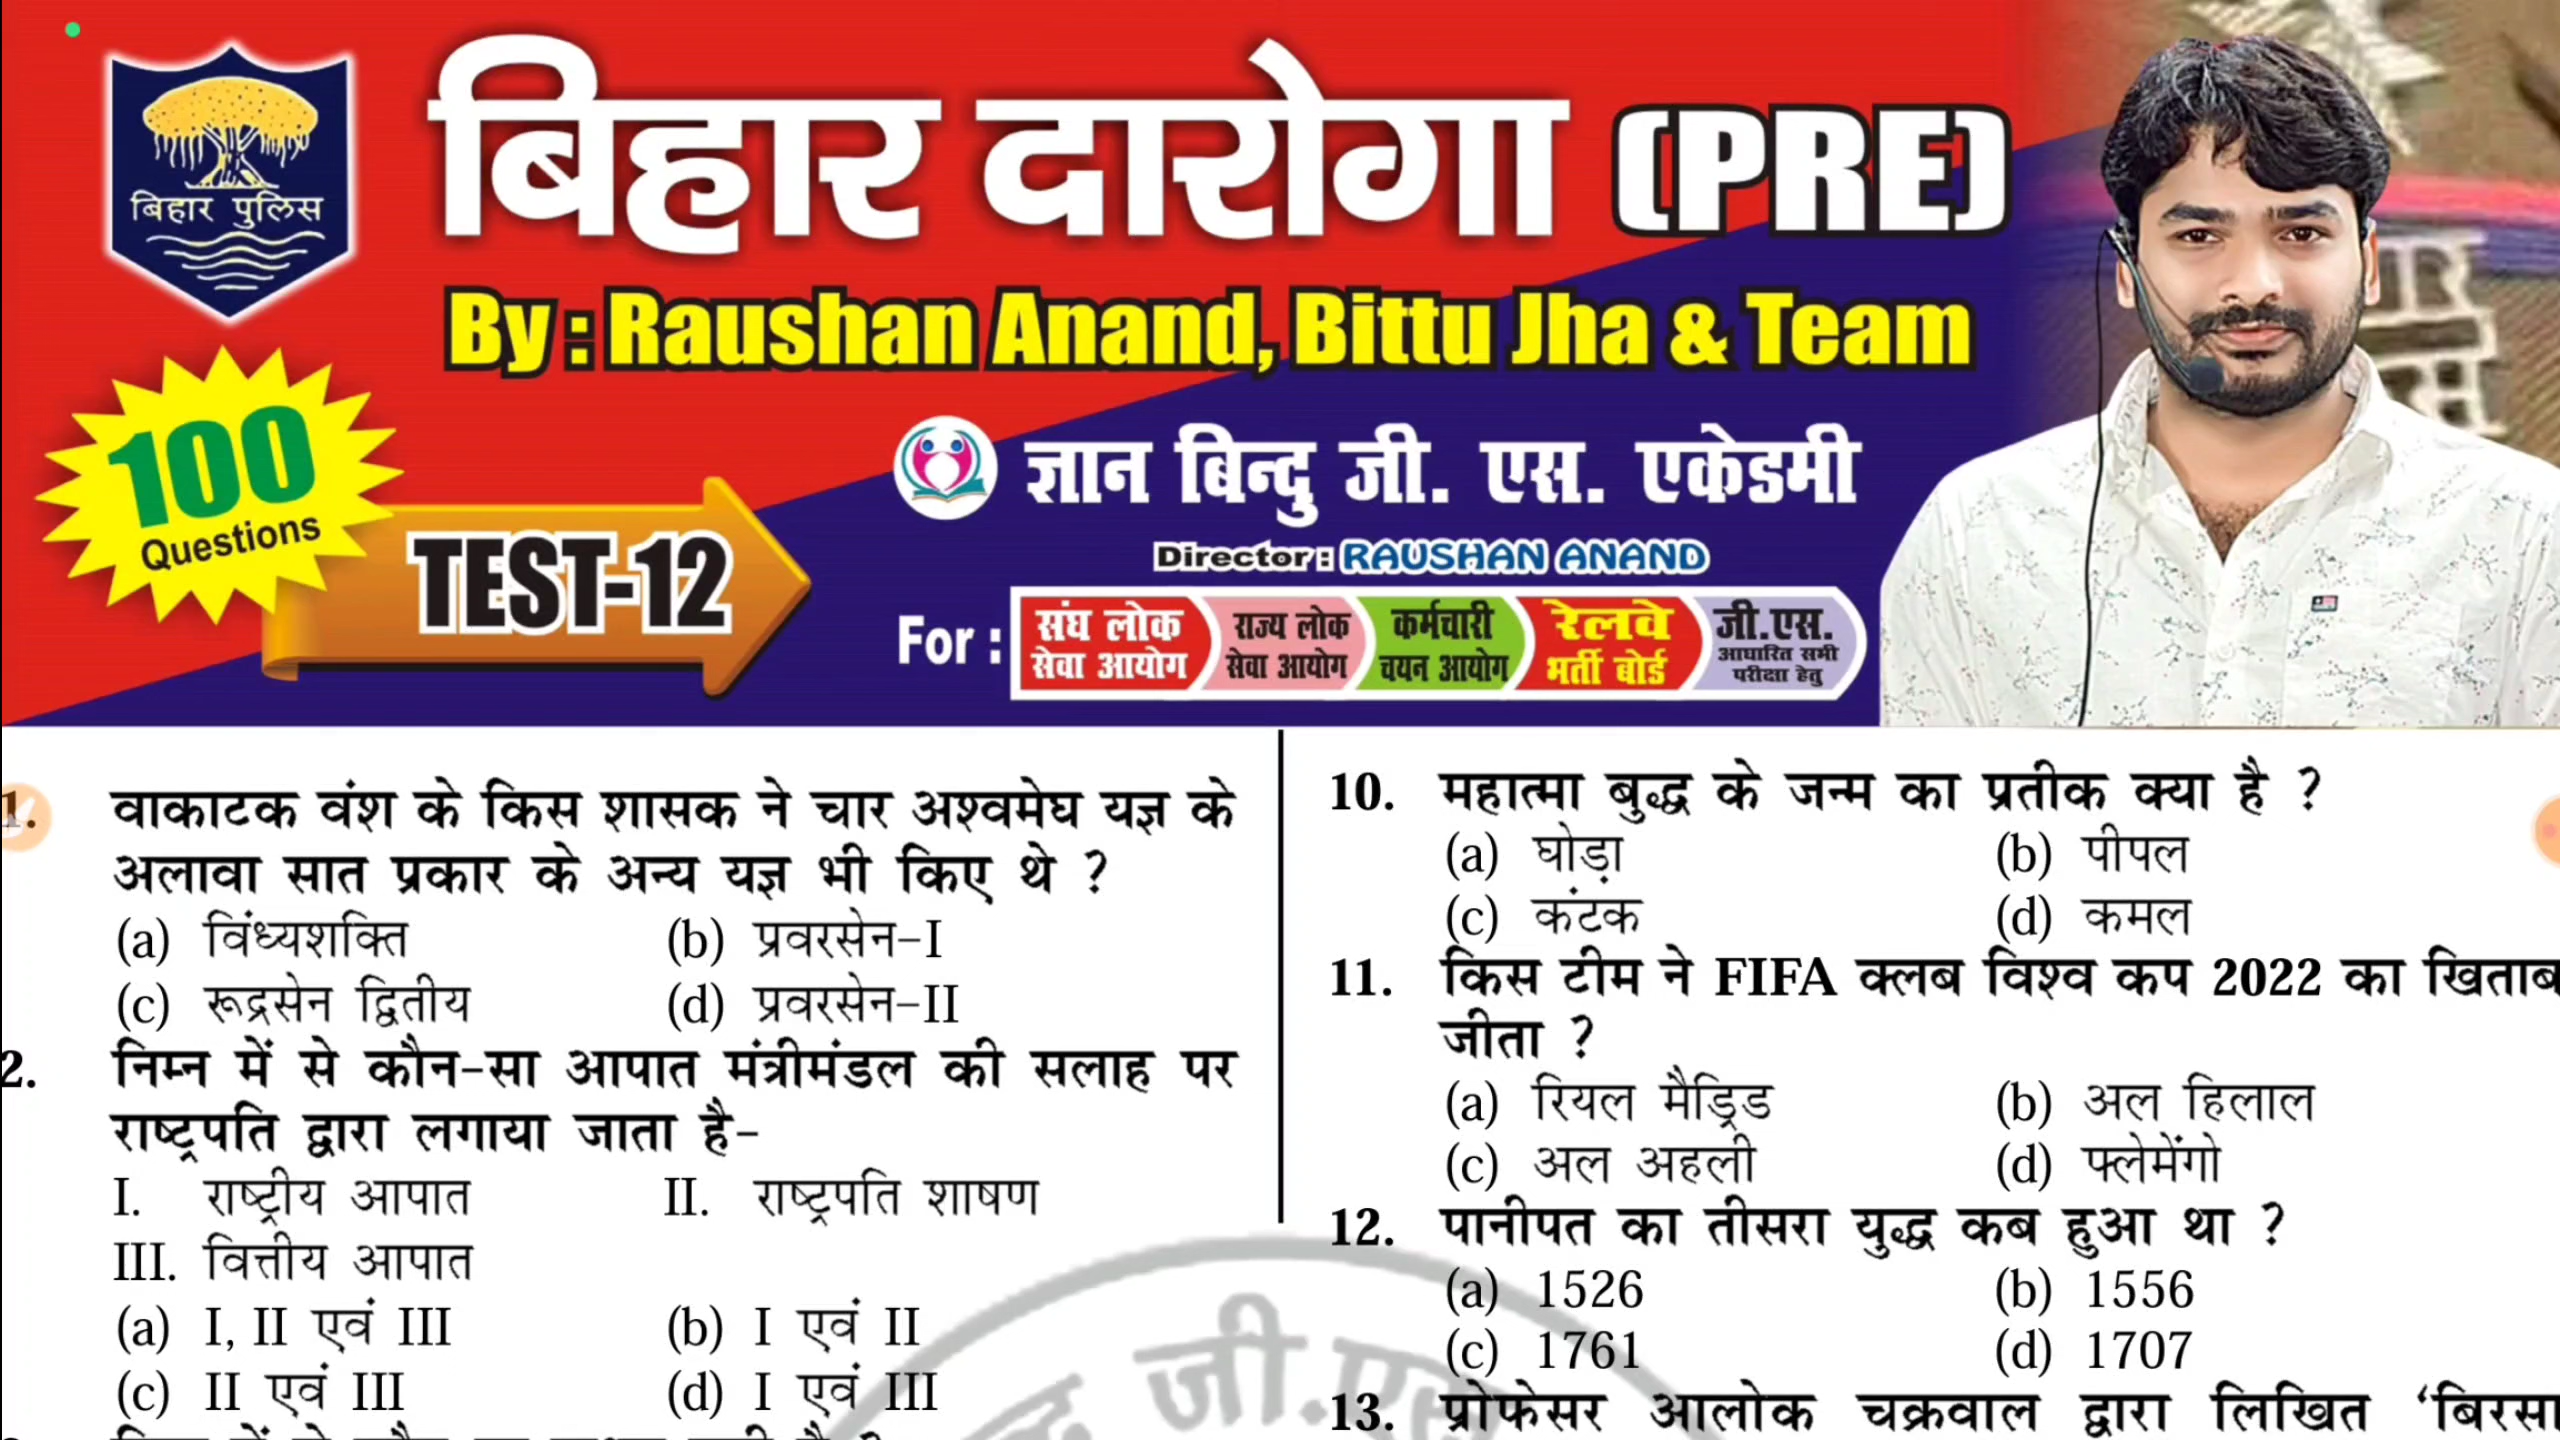 बिहार पुलिस
बिहार दारोगा (PRE)
By : Raushan Anand, Bittu Jha & Team
100
Questions
TEST-12
ज्ञान बिन्दु जी. एस. एकेडमी
Director : RAUSHAN ANAND
For :
संघ लोक
सेवा आयोग
राज्य लोक
सेवा आयोग
कर्मचारी
चयन आयोग
रेलवे
भर्ती बोर्ड
जी.एस.
आधारित सभी
परीक्षा हेतु
1. वाकाटक वंश के किस शासक ने चार अश्वमेघ यज्ञ के
अलावा सात प्रकार के अन्य यज्ञ भी किए थे ?
(a) विंध्यशक्ति (b) प्रवरसेन-I
(c) रूद्रसेन द्वितीय (d) प्रवरसेन-II
2. निम्न में से कौन-सा आपात मंत्रीमंडल की सलाह पर
राष्ट्रपति द्वारा लगाया जाता है-
I. राष्ट्रीय आपात II. राष्ट्रपति शाषण
III. वित्तीय आपात
(a) I, II एवं III (b) I एवं II
(c) II एवं III (d) I एवं III
10. महात्मा बुद्ध के जन्म का प्रतीक क्या है ?
(a) घोड़ा (b) पीपल
(c) कंटक (d) कमल
11. किस टीम ने FIFA क्लब विश्व कप 2022 का खिताब
जीता ?
(a) रियल मैड्रिड (b) अल हिलाल
(c) अल अहली (d) फ्लेमेंगो
12. पानीपत का तीसरा युद्ध कब हुआ था ?
(a) 1526 (b) 1556
(c) 1761 (d) 1707
13. प्रोफेसर आलोक चक्रवाल द्वारा लिखित 'बिरसा
जी.एस